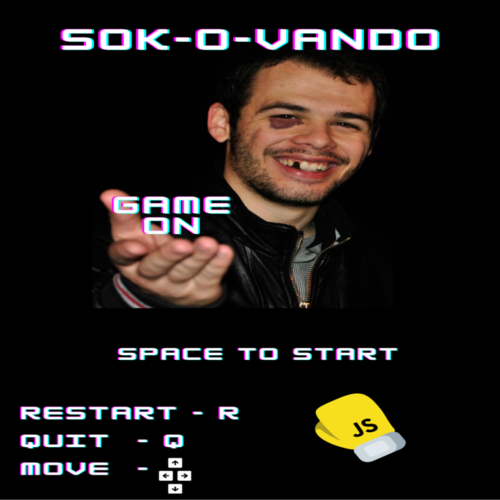 SOK-O-VANDO
GAME
ON
SPACE TO START
RESTART - R
QUIT - Q
MOVE -
JS